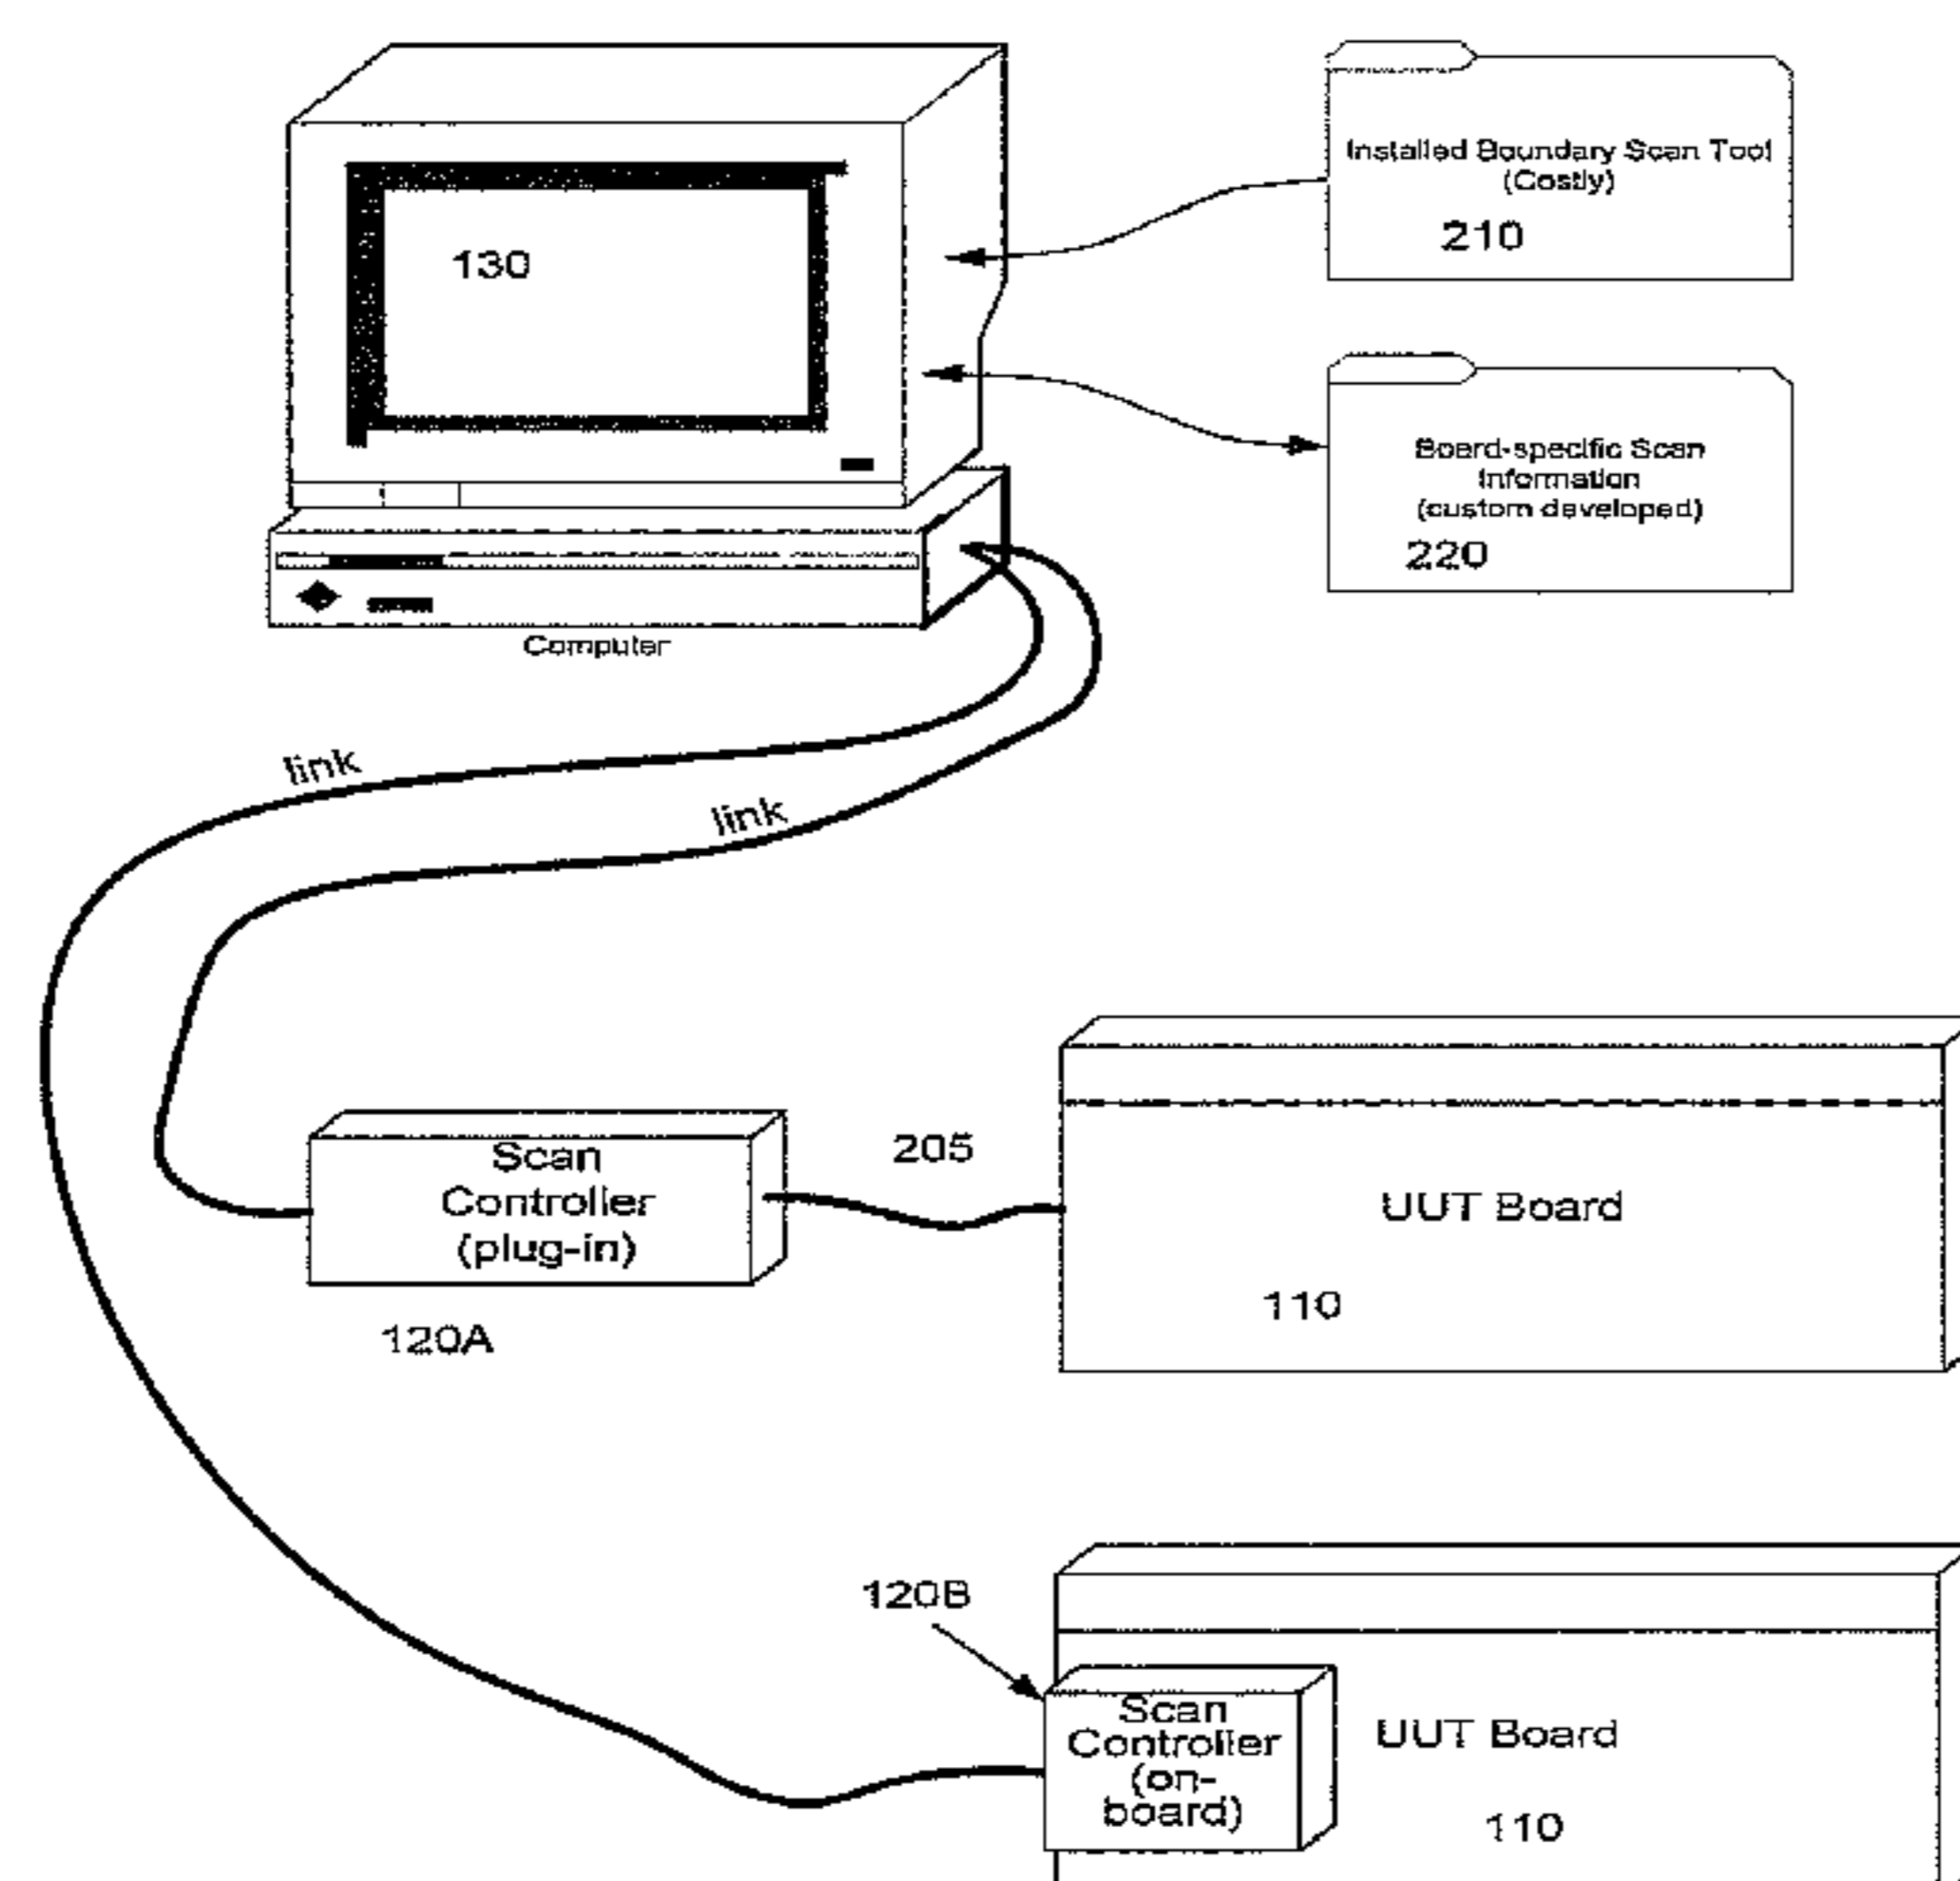 130
Installed Boundary Scan Tool
(Costly)
210
Board-specific Scan
Information
(custom developed)
220
Computer
link
link
Scan
Controller
(plug-in)
120A
205
UUT Board
110
120B
Scan
Controller
(on-
board)
UUT Board
110